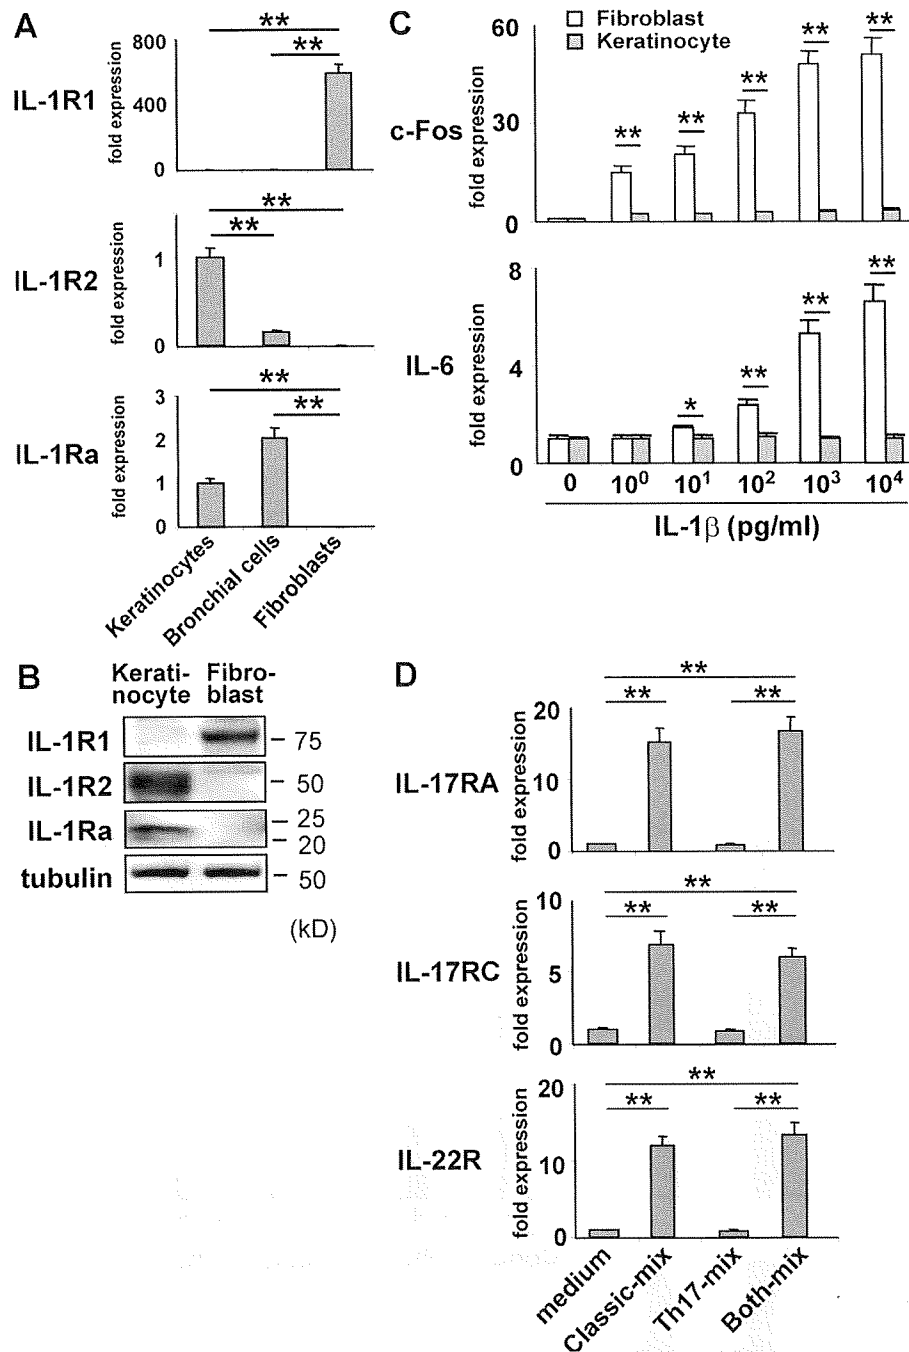 A
**
**
IL-1R1
fold expression
800
400
0
**
**
IL-1R2
fold expression
1
0
**
**
IL-1Ra
fold expression
3
2
1
0
Keratinocytes
Bronchial cells
Fibroblasts
C
Fibroblast
Keratinocyte
c-Fos
fold expression
60
30
0
**
**
**
**
**
IL-6
fold expression
8
4
0
*
**
**
**
0 10⁰ 10¹ 10² 10³ 10⁴
IL-1β (pg/ml)
B
Kerati-nocyte
Fibro-blast
IL-1R1
75
IL-1R2
50
IL-1Ra
25
20
tubulin
50
(kD)
D
**
** **
IL-17RA
fold expression
20
10
0
**
** **
IL-17RC
fold expression
10
5
0
**
** **
IL-22R
fold expression
20
10
0
medium
Classic-mix
Th17-mix
Both-mix